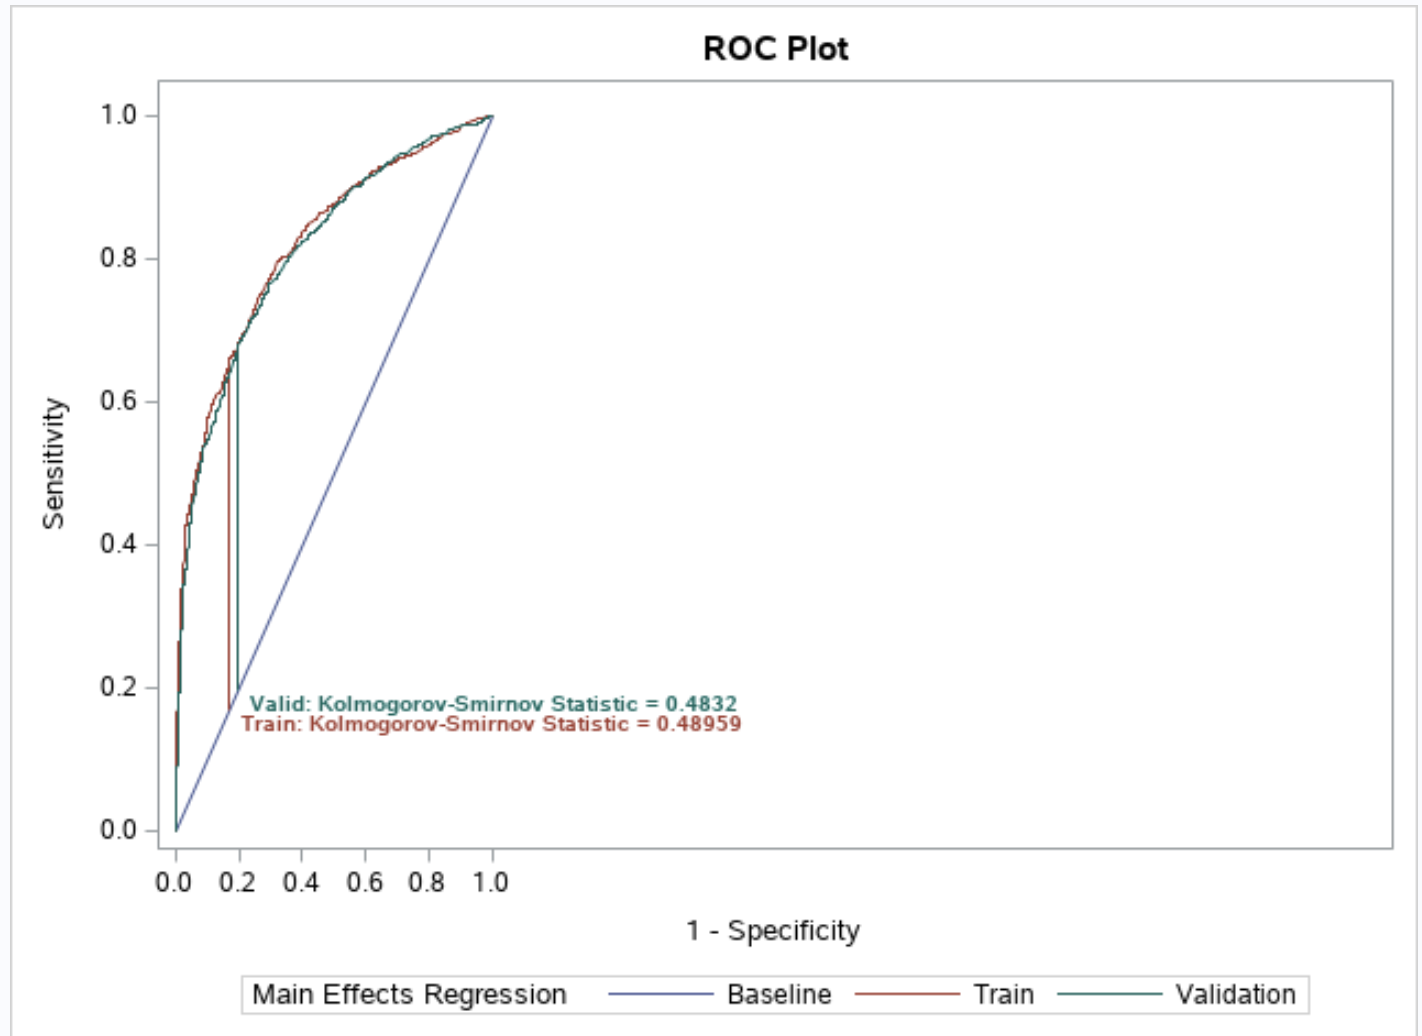 ROC Plot
1.0
0.8
0.6
0.4
0.2
0.0
Sensitivity
Valid: Kolmogorov-Smirnov Statistic = 0.4832
Train: Kolmogorov-Smirnov Statistic = 0.48959
0.0 0.2 0.4 0.6 0.8 1.0
1 - Specificity
Main Effects Regression Baseline Train Validation